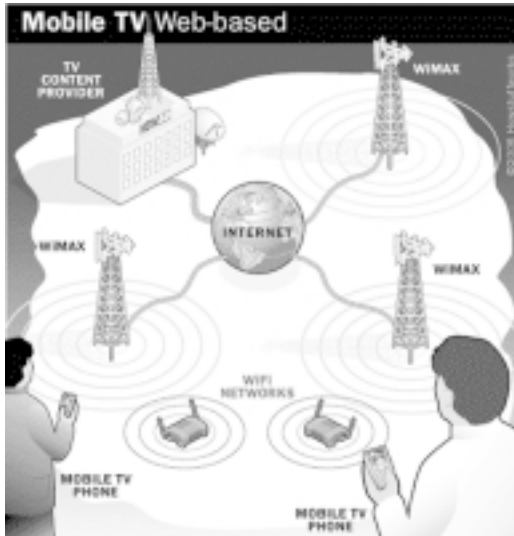 Mobile TV Web-based
TV
CONTENT
PROVIDER
WIMAX
INTERNET
WIMAX
WIMAX
WIFI
NETWORKS
MOBILE TV
PHONE
MOBILE TV
PHONE